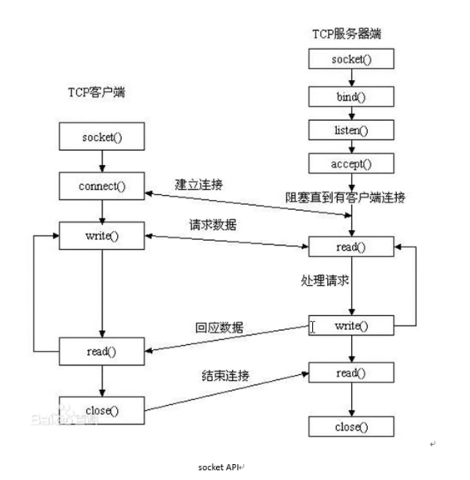 TCP服务器端
socket()
TCP客户端
bind()
listen()
socket()
accept()
connect()
建立连接
阻塞直到有客户端连接
请求数据
write()
read()
处理请求
回应数据
write()
read()
结束连接
read()
close()
close()
socket API